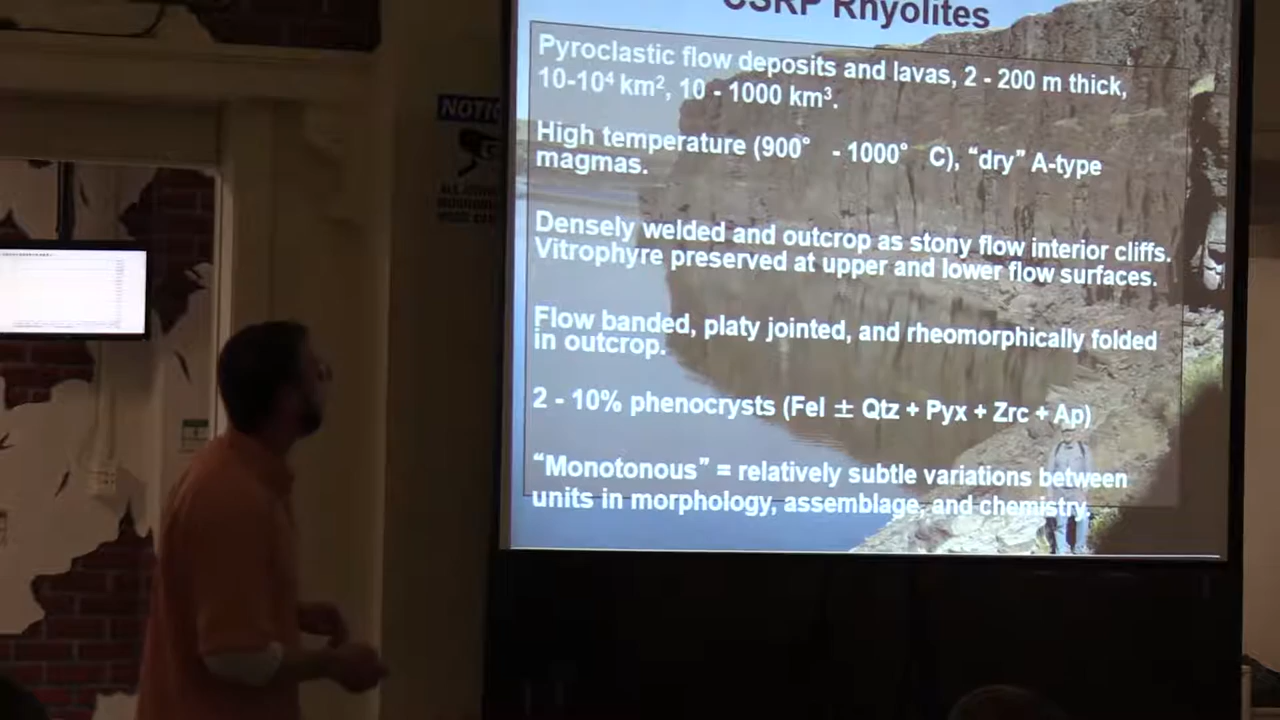 CSRP Rhyolites
Pyroclastic flow deposits and lavas, 2 - 200 m thick,
10-10⁴ km², 10 - 1000 km³.
High temperature (900° - 1000° C), “dry” A-type
magmas.
Densely welded and outcrop as stony flow interior cliffs.
Vitrophyre preserved at upper and lower flow surfaces.
Flow banded, platy jointed, and rheomorphically folded
in outcrop.
2 - 10% phenocrysts (Fel ± Qtz + Pyx + Zrc + Ap)
“Monotonous” = relatively subtle variations between
units in morphology, assemblage, and chemistry.